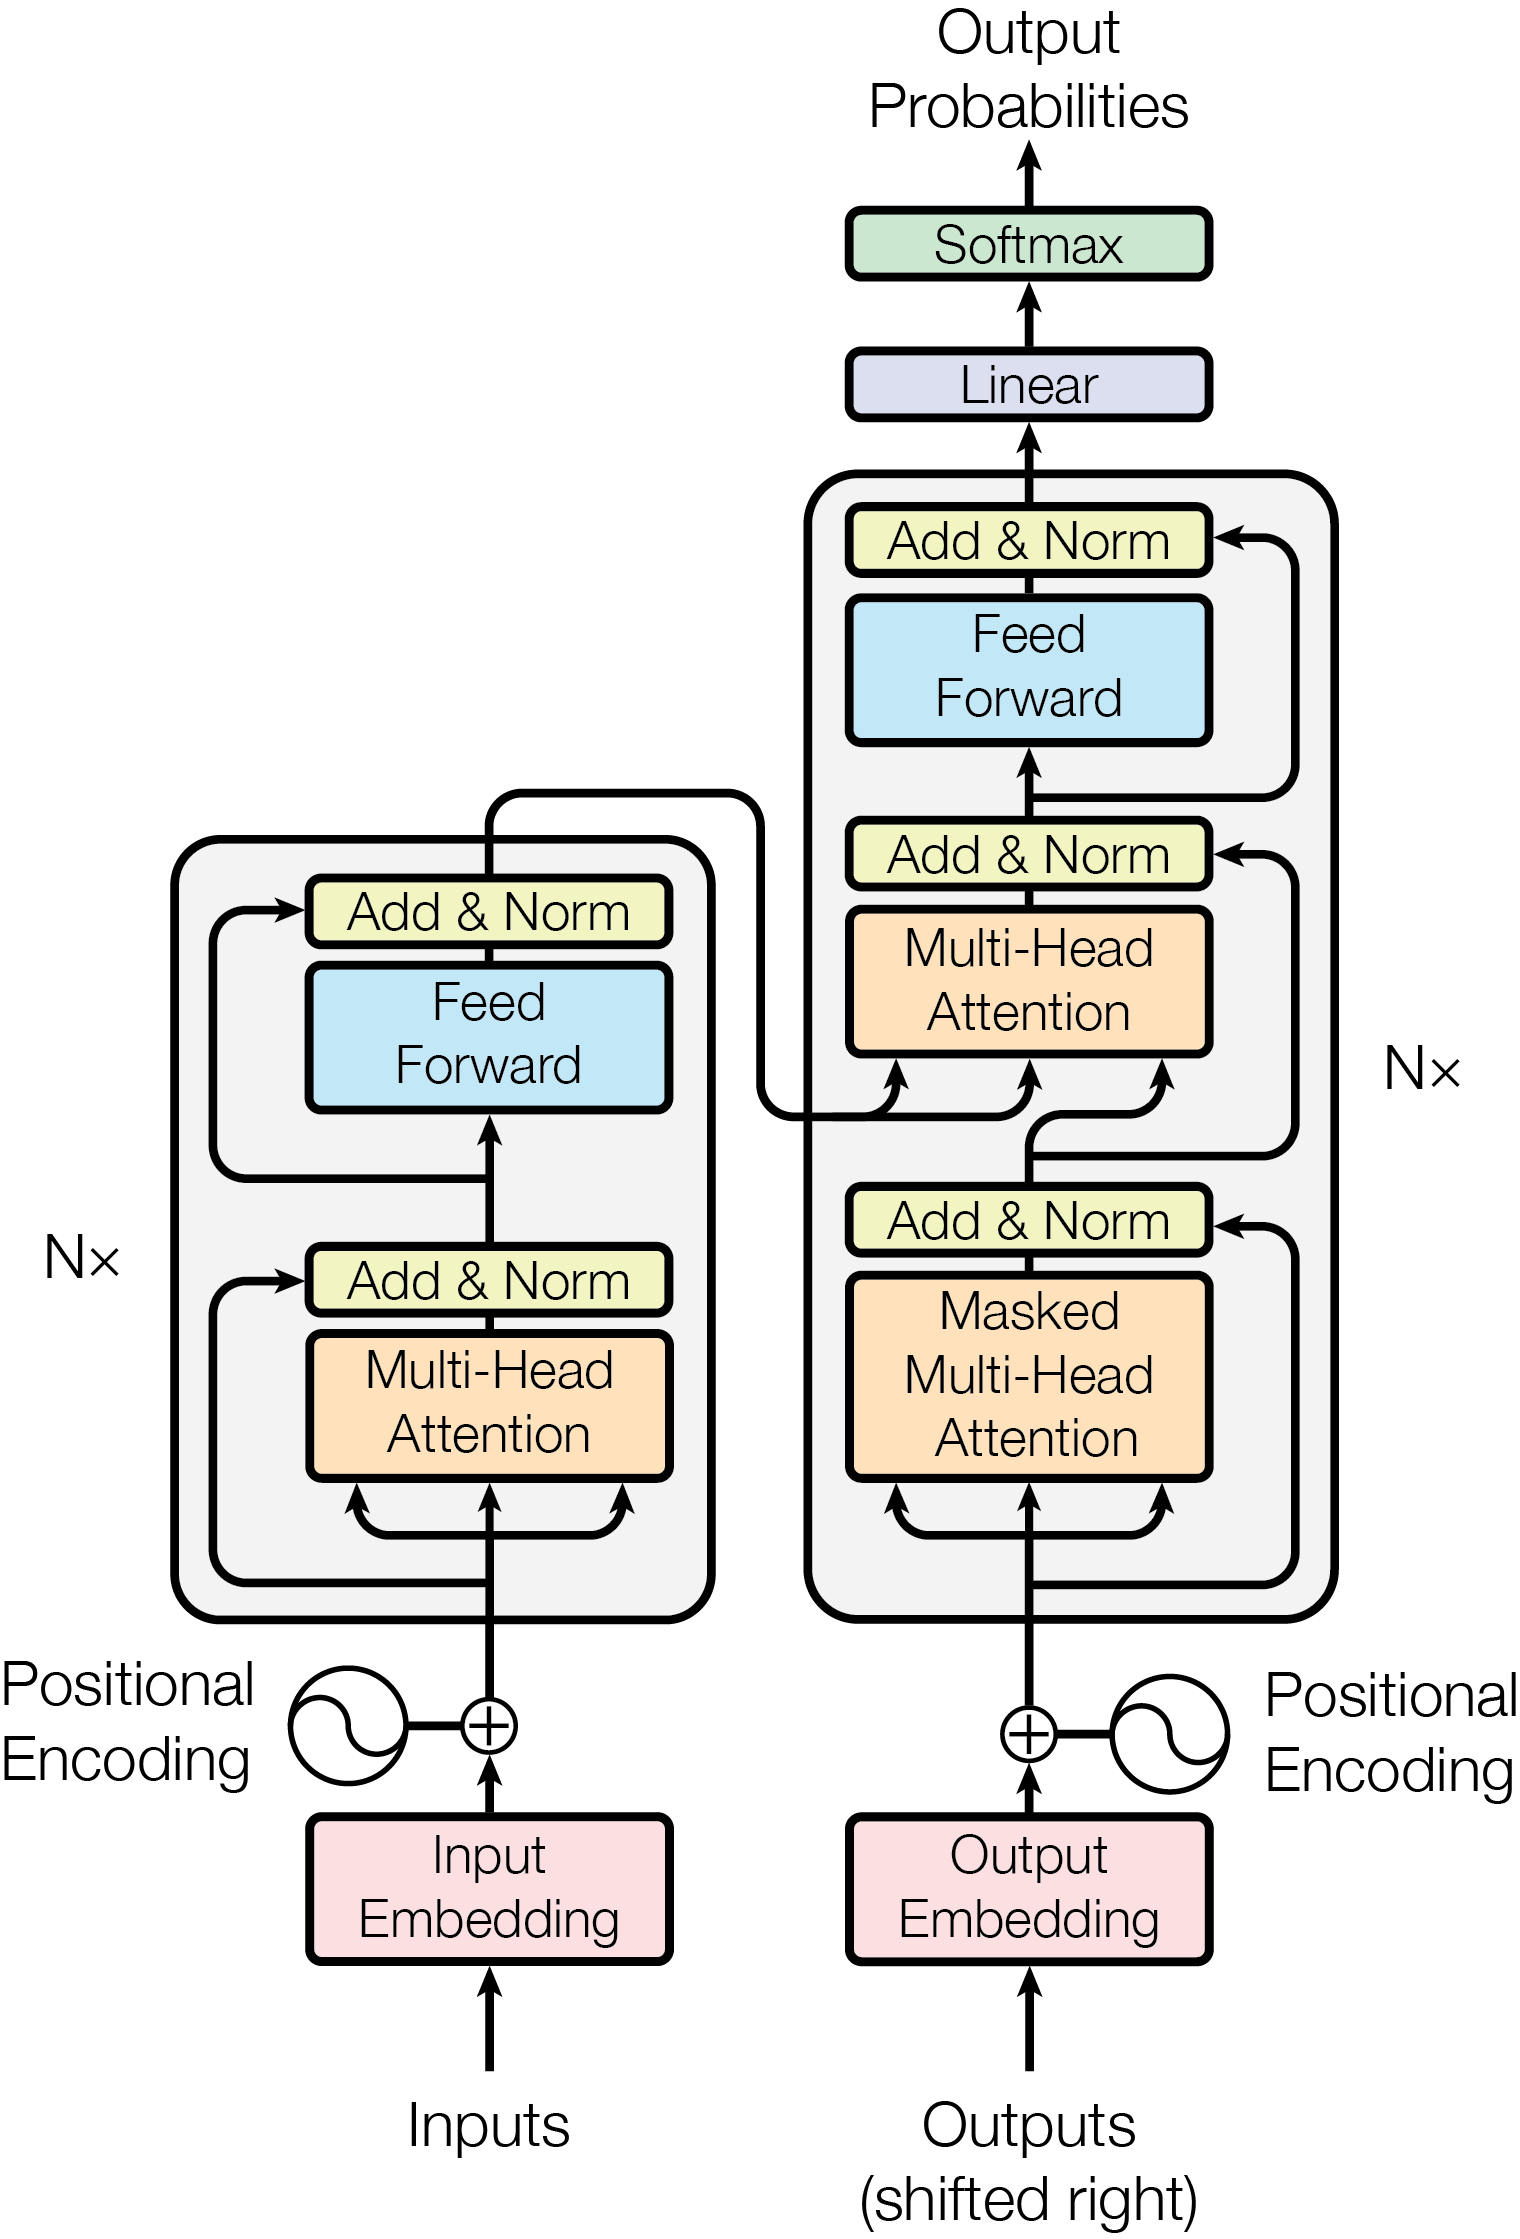 Output
Probabilities
Softmax
Linear
Add & Norm
Feed
Forward
Add & Norm
Multi-Head
Attention
N×
Add & Norm
Masked
Multi-Head
Attention
Add & Norm
Feed
Forward
N×
Add & Norm
Multi-Head
Attention
Positional
Encoding
Positional
Encoding
Input
Embedding
Output
Embedding
Inputs
Outputs
(shifted right)